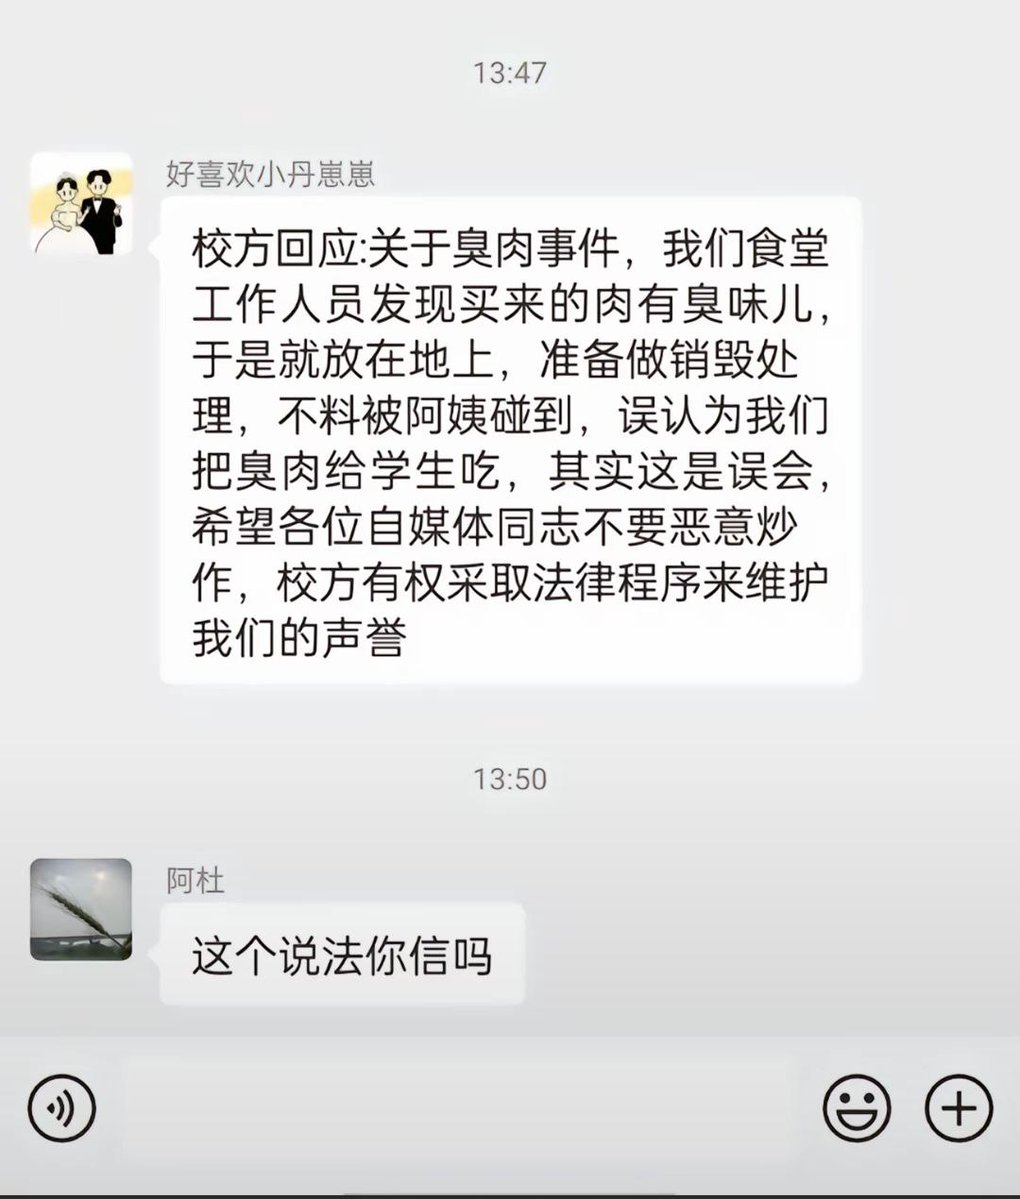 13:47
好喜欢小丹崽崽
校方回应:关于臭肉事件，我们食堂
工作人员发现买来的肉有臭味儿，
于是就放在地上，准备做销毁处
理，不料被阿姨碰到，误认为我们
把臭肉给学生吃，其实这是误会，
希望各位自媒体同志不要恶意炒
作，校方有权采取法律程序来维护
我们的声誉
13:50
阿杜
这个说法你信吗